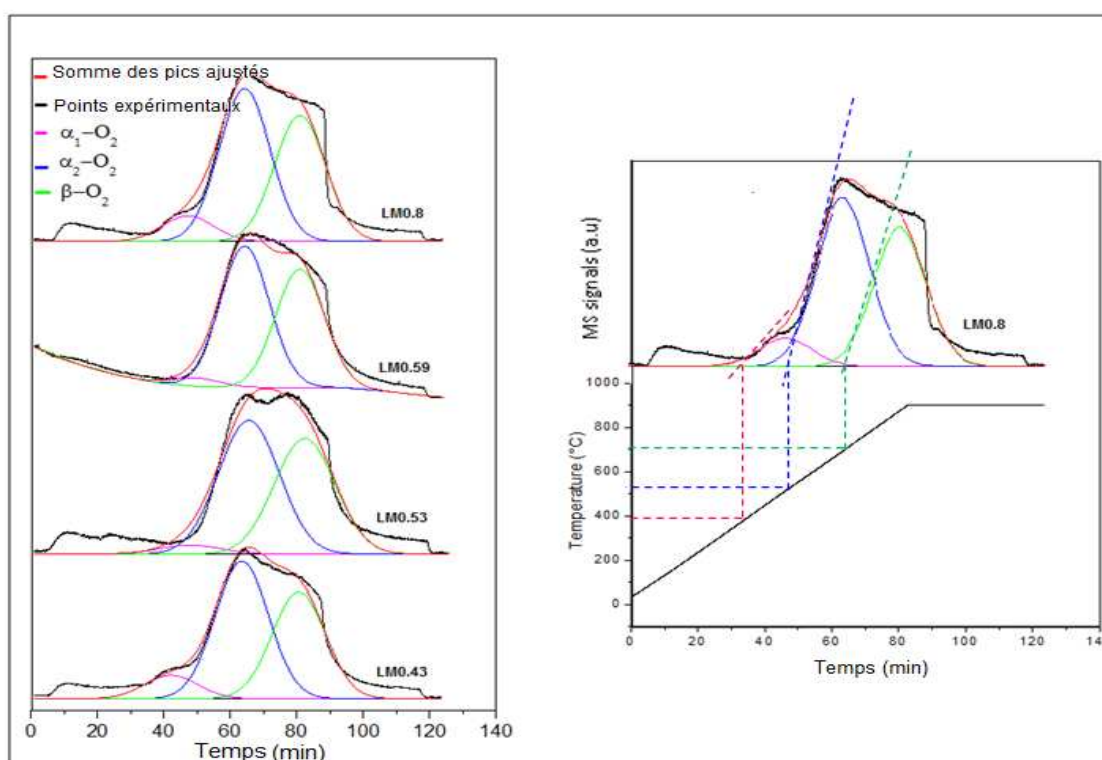 Somme des pics ajustés
Points expérimentaux
α₁–O₂
α₂–O₂
β–O₂
LM0.8
LM0.59
LM0.53
LM0.43
0 20 40 60 80 100 120 140
Temps (min)
MS signals (a.u)
LM0.8
Temperature (°C)
1000
800
600
400
200
0
0 20 40 60 80 100 120 14
Temps (min)